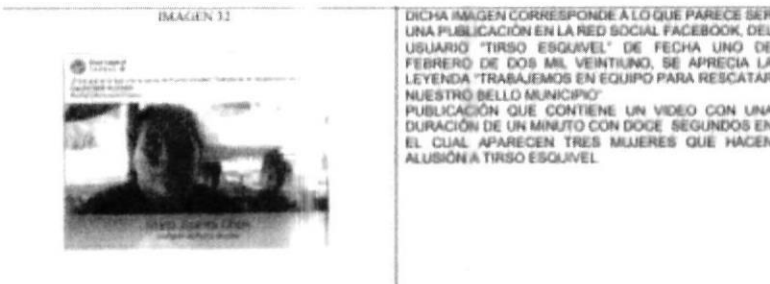 IMAGEN 32
DICHA IMAGEN CORRESPONDE A LO QUE PARECE SER
UNA PUBLICACIÓN EN LA RED SOCIAL FACEBOOK, DEL
USUARIO "TIRSO ESQUIVEL" DE FECHA UNO DE
FEBRERO DE DOS MIL VEINTIUNO, SE APRECIA LA
LEYENDA "TRABAJEMOS EN EQUIPO PARA RESCATAR
NUESTRO BELLO MUNICIPIO"
PUBLICACIÓN QUE CONTIENE UN VIDEO CON UNA
DURACIÓN DE UN MINUTO CON DOCE SEGUNDOS EN
EL CUAL APARECEN TRES MUJERES QUE HACEN
ALUSIÓN A TIRSO ESQUIVEL